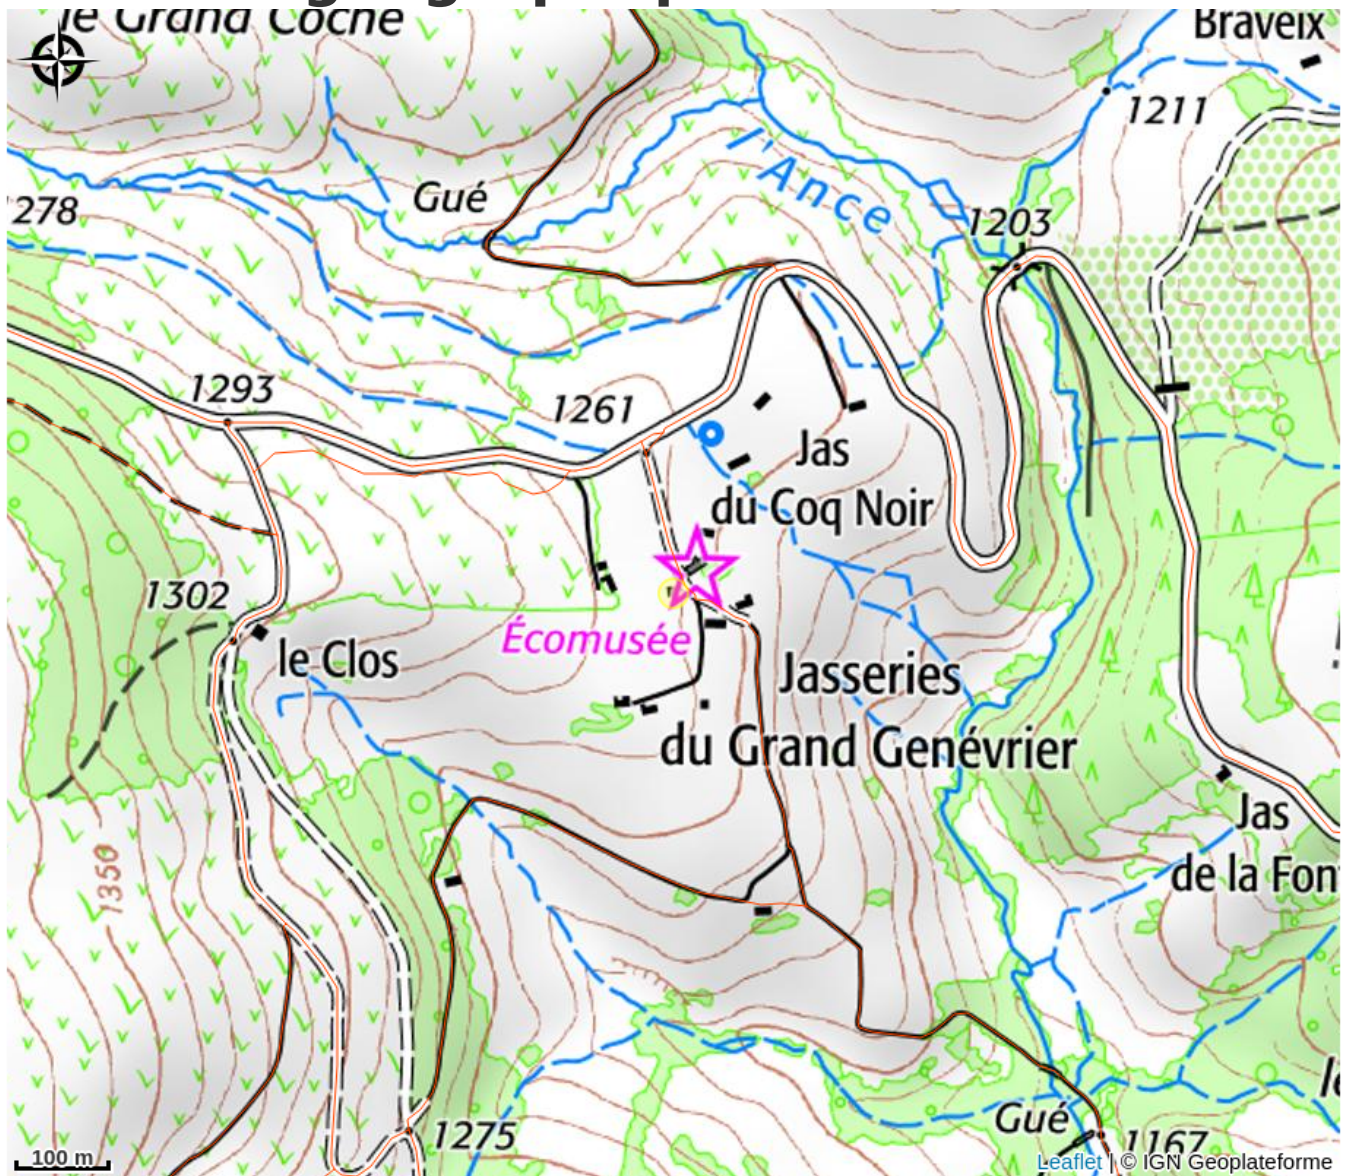 le Grand Coche
Braveix
1211
Gué
l'Ance
278
1203
1293
1261
Jas
du Coq Noir
1302
Écomusée
le Clos
Jasseries
du Grand Genévrier
Jas
de la Fon
1350
Gué
1275
1167
100 m
Leaflet | © IGN Geoplateforme